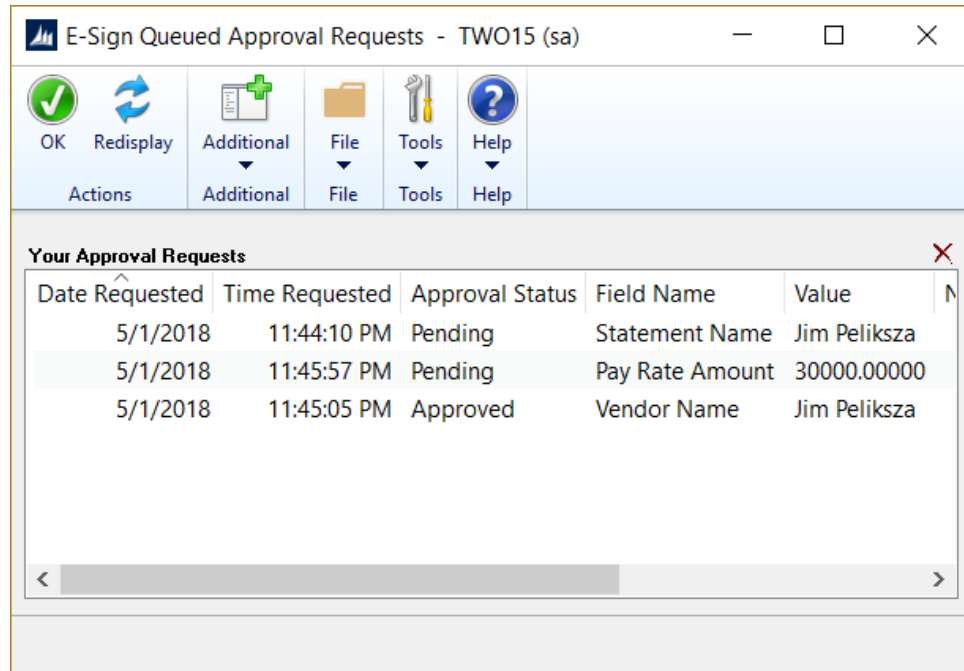 E-Sign Queued Approval Requests - TWO15 (sa)
OK Redisplay Additional File Tools Help
Actions Additional File Tools Help
Your Approval Requests
Date Requested Time Requested Approval Status Field Name Value
5/1/2018 11:44:10 PM Pending Statement Name Jim Peliksza
5/1/2018 11:45:57 PM Pending Pay Rate Amount 30000.00000
5/1/2018 11:45:05 PM Approved Vendor Name Jim Peliksza